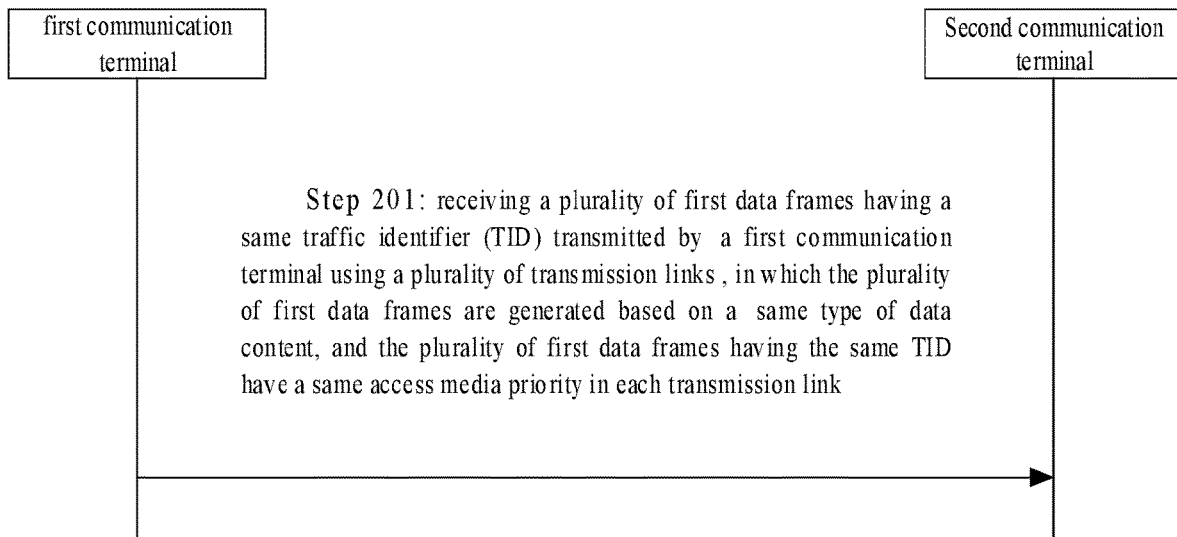 first communication
terminal
Second communication
terminal
Step 201: receiving a plurality of first data frames having a
same traffic identifier (TID) transmitted by a first communication
terminal using a plurality of transmission links , in which the plurality
of first data frames are generated based on a same type of data
content, and the plurality of first data frames having the same TID
have a same access media priority in each transmission link